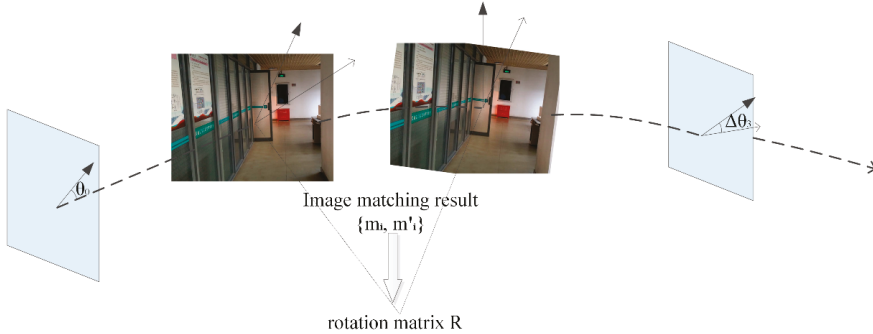 θ₀
Δθ₃
Image matching result
{mᵢ, m'ᵢ}
rotation matrix R